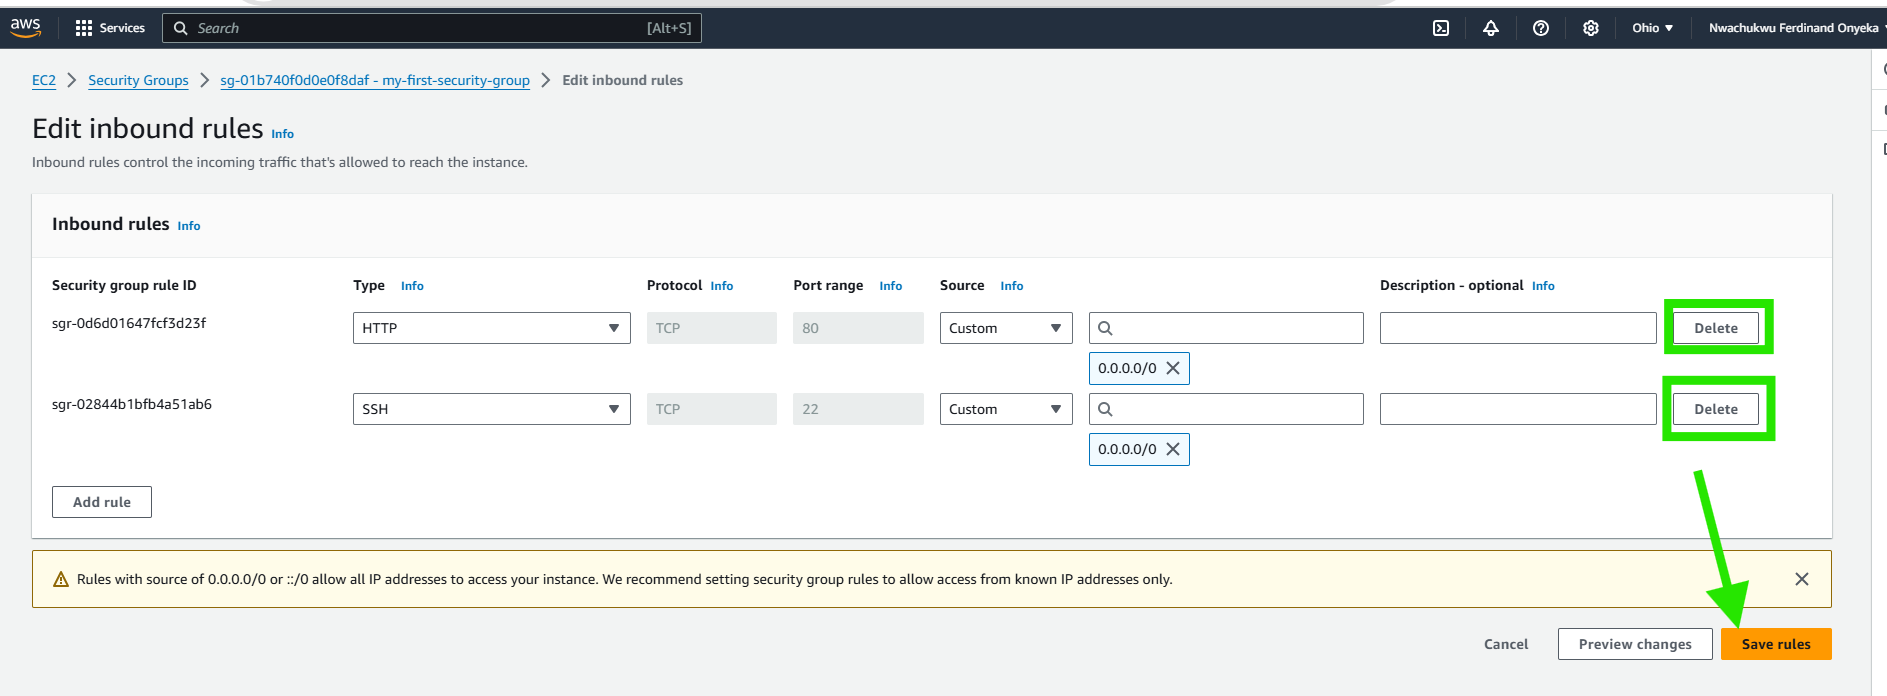 aws Services Search [Alt+S] Ohio Nwachukwu Ferdinand Onyeka
EC2 Security Groups sg-01b740f0d0e0f8daf - my-first-security-group Edit inbound rules
Edit inbound rules Info
Inbound rules control the incoming traffic that's allowed to reach the instance.
Inbound rules Info
Security group rule ID Type Info Protocol Info Port range Info Source Info Description - optional Info
sgr-0d6d01647fcf3d23f HTTP TCP 80 Custom Delete
0.0.0.0/0
sgr-02844b1bfb4a51ab6 SSH TCP 22 Custom Delete
0.0.0.0/0
Add rule
Rules with source of 0.0.0.0/0 or ::/0 allow all IP addresses to access your instance. We recommend setting security group rules to allow access from known IP addresses only.
Cancel Preview changes Save rules